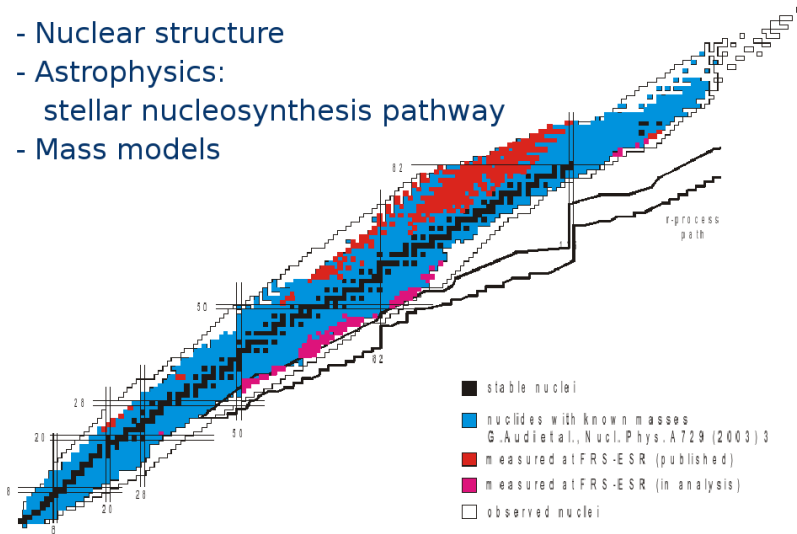 - Nuclear structure
- Astrophysics:
stellar nucleosynthesis pathway
- Mass models
82
r-process
path
50
82
28
20
50
8
28
20
8
stable nuclei
nuclides with known masses
G.Audi et al., Nucl. Phys. A729 (2003) 3
measured at FRS-ESR (published)
measured at FRS-ESR (in analysis)
observed nuclei